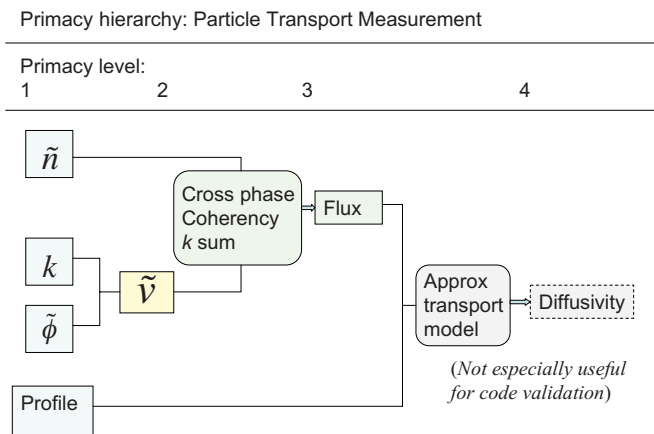 Primacy hierarchy: Particle Transport Measurement
Primacy level:
1 2 3 4
ñ
Cross phase
Coherency
k sum
Flux
k
ṽ
ϕ̃
Approx
transport
model
Diffusivity
(Not especially useful
for code validation)
Profile